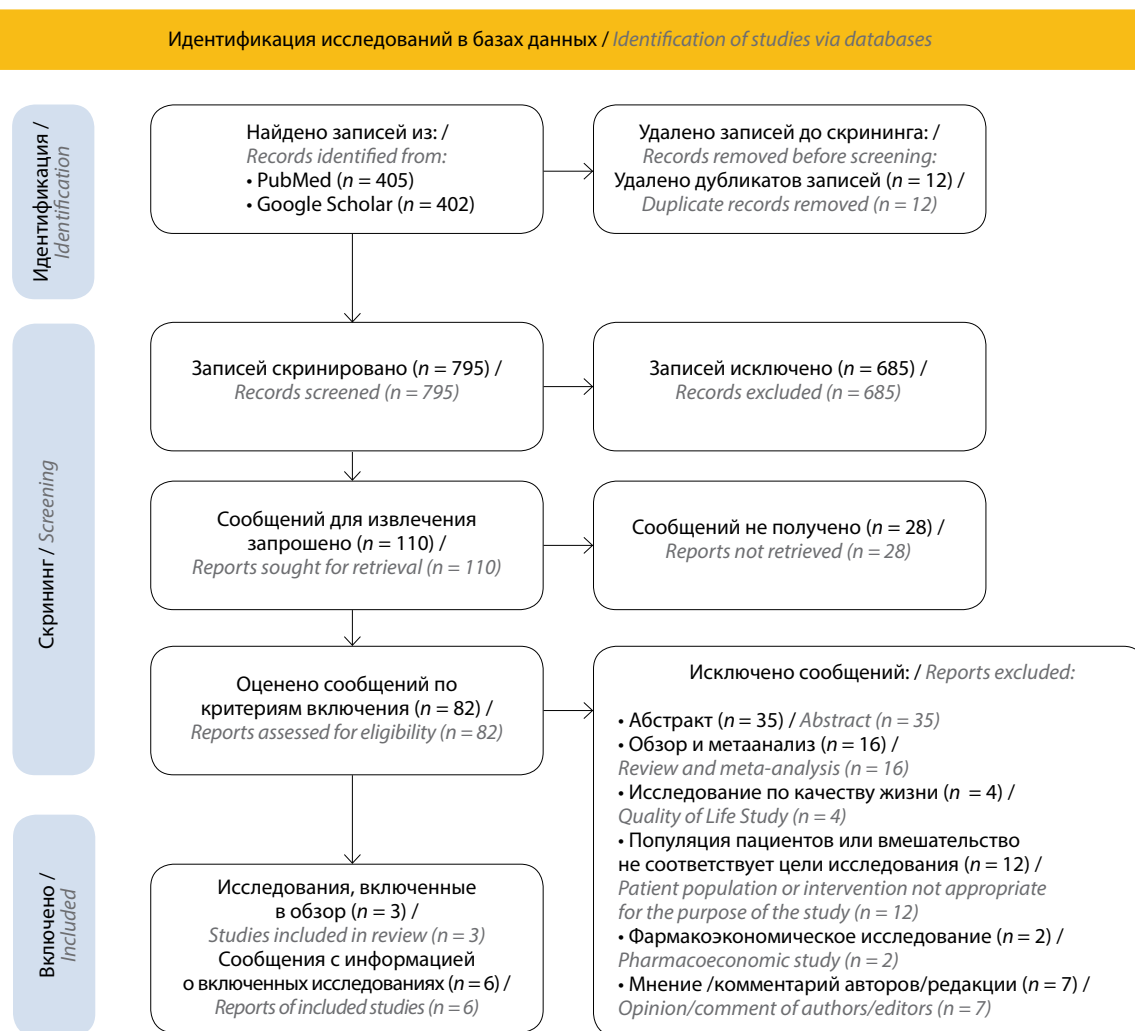 Идентификация исследований в базах данных / Identification of studies via databases
Идентификация /
Identification
Найдено записей из: /
Records identified from:
• PubMed (n = 405)
• Google Scholar (n = 402)
Удалено записей до скрининга: /
Records removed before screening:
Удалено дубликатов записей (n = 12) /
Duplicate records removed (n = 12)
Скрининг / Screening
Записей скринировано (n = 795) /
Records screened (n = 795)
Записей исключено (n = 685) /
Records excluded (n = 685)
Сообщений для извлечения
запрошено (n = 110) /
Reports sought for retrieval (n = 110)
Сообщений не получено (n = 28) /
Reports not retrieved (n = 28)
Оценено сообщений по
критериям включения (n = 82) /
Reports assessed for eligibility (n = 82)
Исключено сообщений: / Reports excluded:
• Абстракт (n = 35) / Abstract (n = 35)
• Обзор и метаанализ (n = 16) /
Review and meta-analysis (n = 16)
• Исследование по качеству жизни (n = 4) /
Quality of Life Study (n = 4)
• Популяция пациентов или вмешательство
не соответствует цели исследования (n = 12) /
Patient population or intervention not appropriate
for the purpose of the study (n = 12)
• Фармакоэкономическое исследование (n = 2) /
Pharmacoeconomic study (n = 2)
• Мнение /комментарий авторов/редакции (n = 7) /
Opinion/comment of authors/editors (n = 7)
Включено /
Included
Исследования, включенные
в обзор (n = 3) /
Studies included in review (n = 3)
Сообщения с информацией
о включенных исследованиях (n = 6) /
Reports of included studies (n = 6)